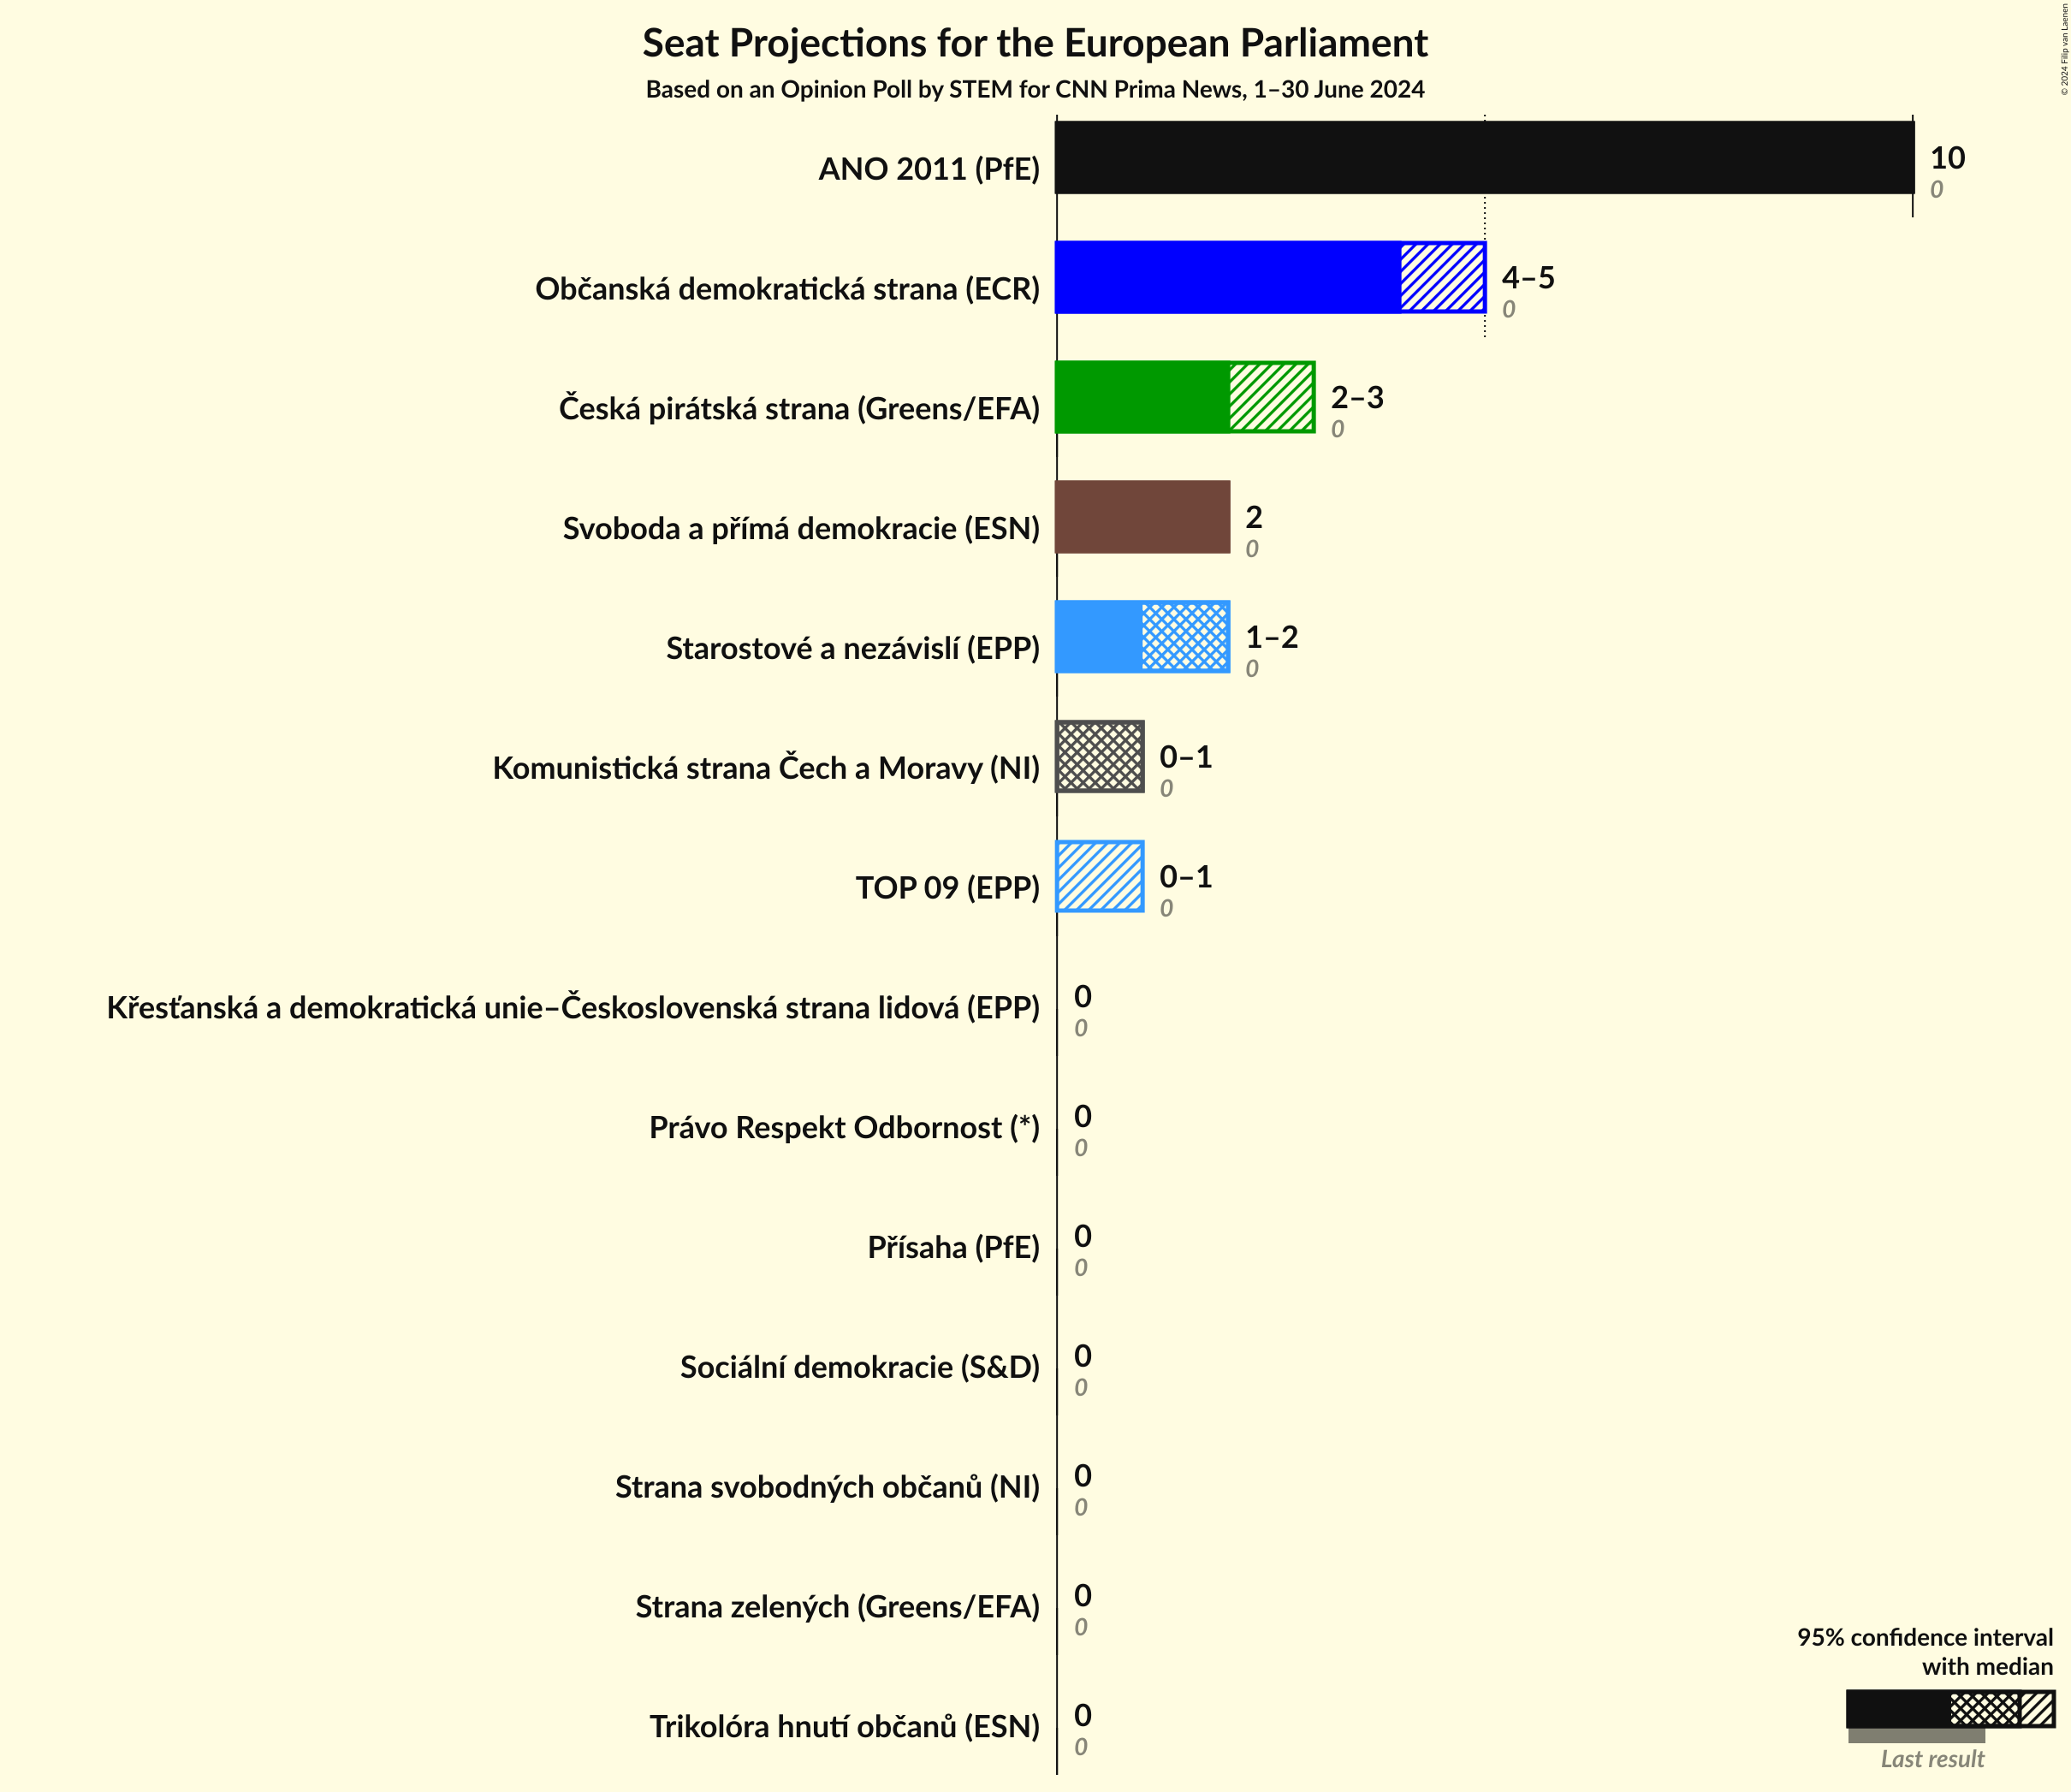 Seat Projections for the European Parliament
Based on an Opinion Poll by STEM for CNN Prima News, 1–30 June 2024
© 2024 Filip van Laenen
ANO 2011 (PfE)
10
0
Občanská demokratická strana (ECR)
4–5
0
Česká pirátská strana (Greens/EFA)
2–3
0
Svoboda a přímá demokracie (ESN)
2
0
Starostové a nezávislí (EPP)
1–2
0
Komunistická strana Čech a Moravy (NI)
0–1
0
TOP 09 (EPP)
0–1
0
Křesťanská a demokratická unie–Československá strana lidová (EPP)
0
0
Právo Respekt Odbornost (*)
0
0
Přísaha (PfE)
0
0
Sociální demokracie (S&D)
0
0
Strana svobodných občanů (NI)
0
0
Strana zelených (Greens/EFA)
0
0
Trikolóra hnutí občanů (ESN)
0
0
95% confidence interval
with median
Last result